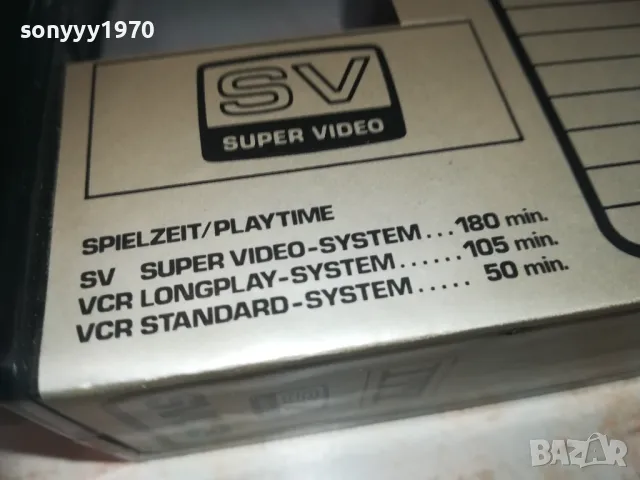 sonyyy1970
SV
SUPER VIDEO
SPIELZEIT/PLAYTIME
SV SUPER VIDEO-SYSTEM...180 min.
VCR LONGPLAY-SYSTEM......105 min.
VCR STANDARD-SYSTEM..... 50 min.
BAZAR